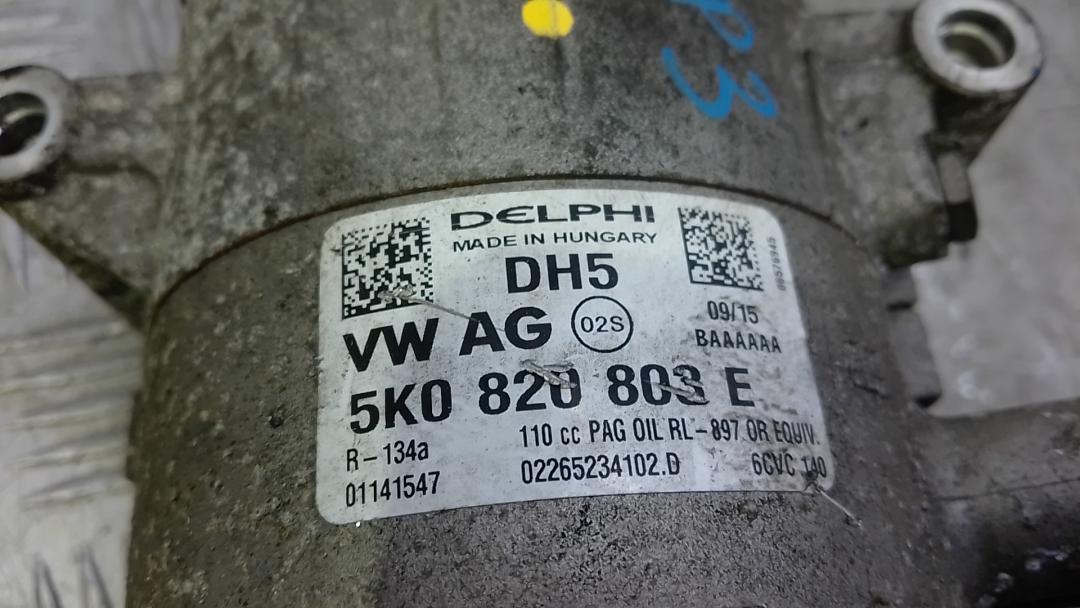 P3
DELPHI
MADE IN HUNGARY
DH5
09/15
VW AG 02S
BAAAAAA
5K0 820 803 E
110 cc PAG OIL RL-897 OR EQUIV.
R-134a
02265234102.D 6CVC 140
01141547